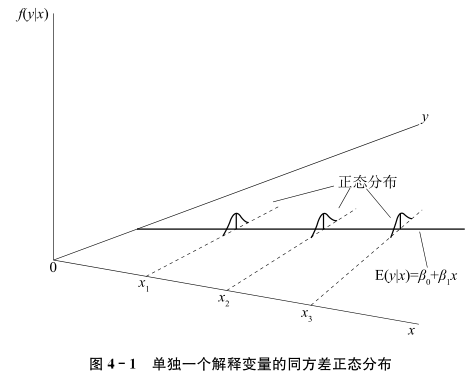 f(y|x)
y
正态分布
E(y|x)=β₀+β₁x
0
x₁
x₂
x₃
x
图 4-1 单独一个解释变量的同方差正态分布